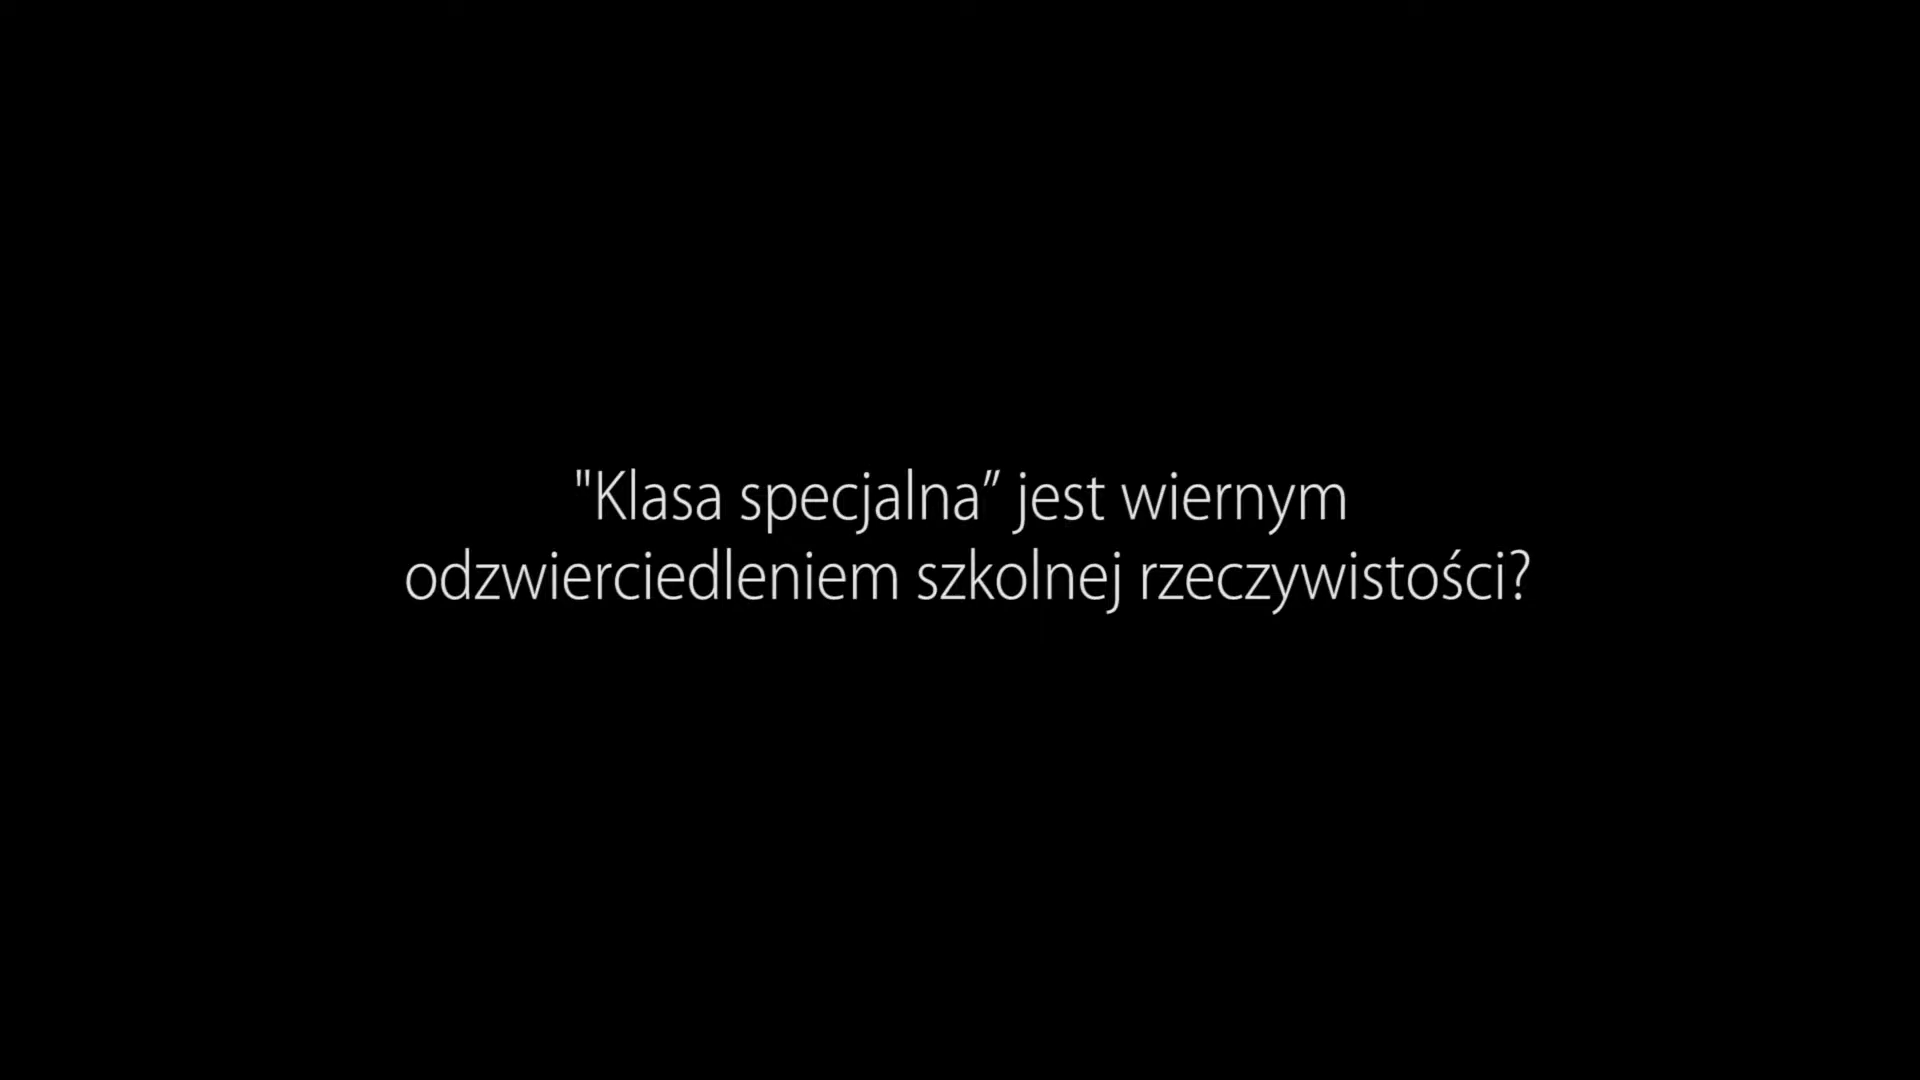 "Klasa specjalna” jest wiernym
odzwierciedleniem szkolnej rzeczywistości?